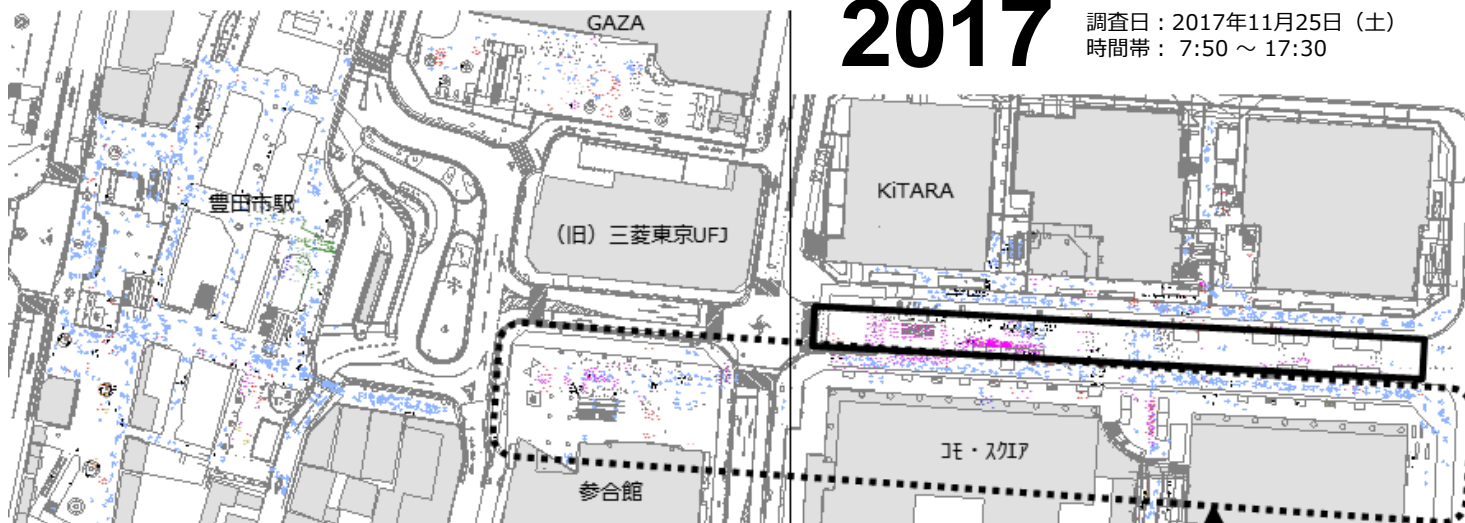 GAZA
2017
調査日：2017年11月25日（土）
時間帯： 7:50 ～ 17:30
KiTARA
豊田市駅
（旧）三菱東京UFJ
コモ・スクエア
参合館